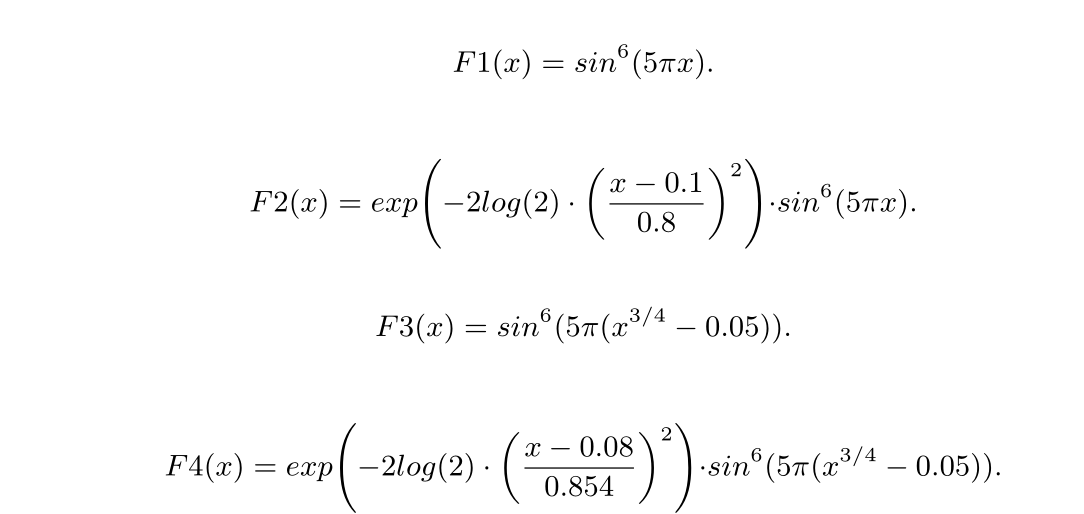 F1(x) = sin^6(5πx).
F2(x) = exp(−2log(2) · ((x − 0.1)/0.8)^2)·sin^6(5πx).
F3(x) = sin^6(5π(x^{3/4} − 0.05)).
F4(x) = exp(−2log(2) · ((x − 0.08)/0.854)^2)·sin^6(5π(x^{3/4} − 0.05)).